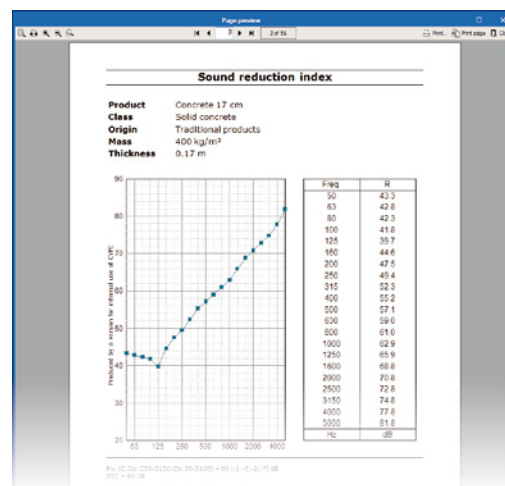 Page preview
2 of 16
Print..
Print page
Sound reduction index
Product Concrete 17 cm
Class Solid concrete
Origin Traditional products
Mass 400 kg/m²
Thickness 0.17 m
Produced by a version for internal use of CYPE
90
80
70
60
50
40
30
20
63 125 250 500 1000 2000 4000
Freq R
50 43.3
63 42.8
80 42.3
100 41.8
125 39.7
160 44.6
200 47.5
250 49.4
315 52.3
400 55.2
500 57.1
630 59.0
800 61.0
1000 62.9
1250 65.9
1600 68.8
2000 70.8
2500 72.8
3150 74.8
4000 77.8
5000 81.8
Hz dB